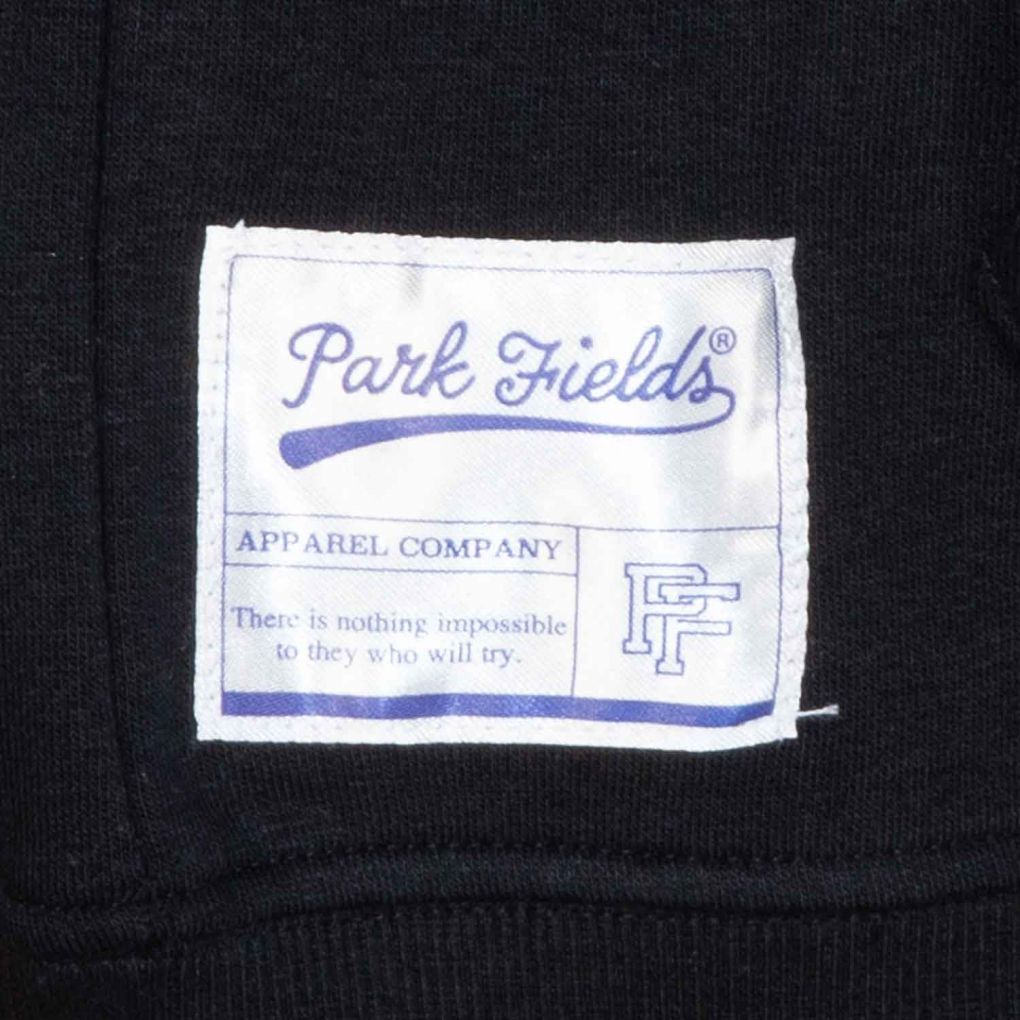 Park Fields®
APPAREL COMPANY
There is nothing impossible
to they who will try.
PF